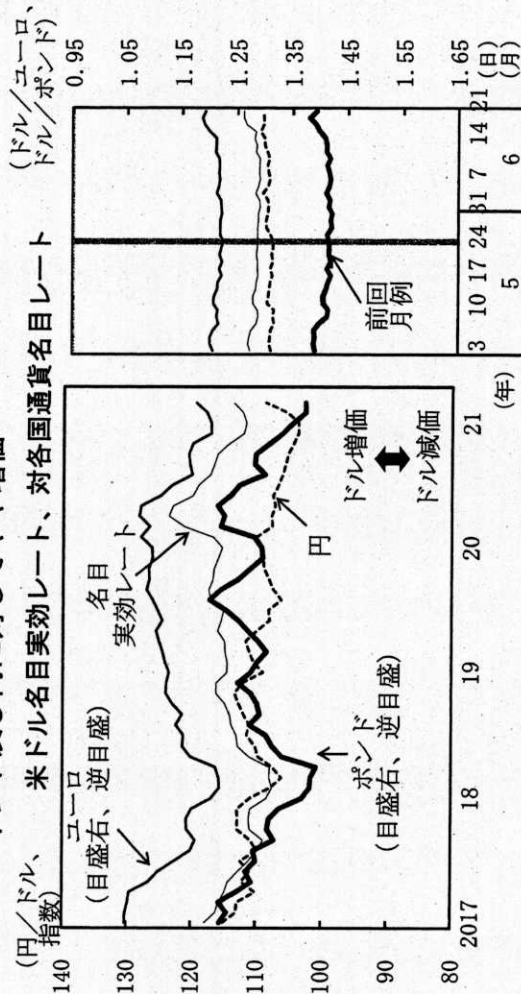 米ドル名目実効レート、対各国通貨名目レート
(円/ドル、
指数)
(ドル/ユーロ、
ドル/ポンド)
140
130
120
110
100
90
80
ユーロ
(目盛右、逆目盛)
名目
実効レート
円
ポンド
(目盛右、逆目盛)
ドル増価
ドル減価
2017 18 19 20 21
(年)
前回
月例
0.95
1.05
1.15
1.25
1.35
1.45
1.55
1.65
3 10 17 24 31 7 14 21 (日)
5 6 (月)